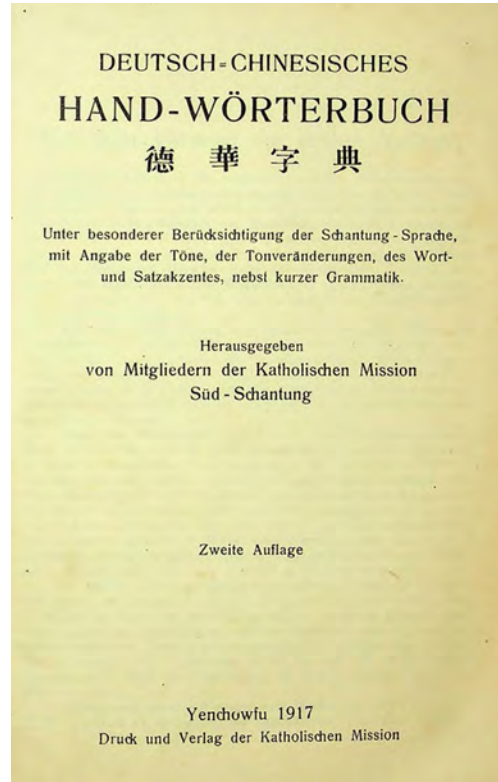 DEUTSCH=CHINESISCHES
HAND-WÖRTERBUCH
德華字典
Unter besonderer Berücksichtigung der Schantung-Sprache,
mit Angabe der Töne, der Tonveränderungen, des Wort-
und Satzakzentes, nebst kurzer Grammatik.
Herausgegeben
von Mitgliedern der Katholischen Mission
Süd-Schantung
Zweite Auflage
Yenchowfu 1917
Druck und Verlag der Katholischen Mission